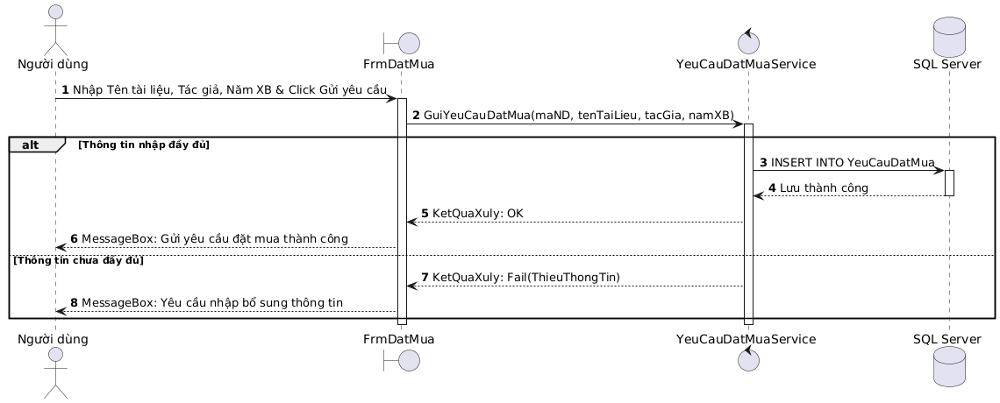 Người dùng
FrmDatMua
YeuCauDatMuaService
SQL Server
1 Nhập Tên tài liệu, Tác giả, Năm XB & Click Gửi yêu cầu
2 GuiYeuCauDatMua(maND, tenTaiLieu, tacGia, namXB)
alt [Thông tin nhập đầy đủ]
3 INSERT INTO YeuCauDatMua
4 Lưu thành công
5 KetQuaXuly: OK
6 MessageBox: Gửi yêu cầu đặt mua thành công
[Thông tin chưa đầy đủ]
7 KetQuaXuly: Fail(ThieuThongTin)
8 MessageBox: Yêu cầu nhập bổ sung thông tin
Người dùng
FrmDatMua
YeuCauDatMuaService
SQL Server